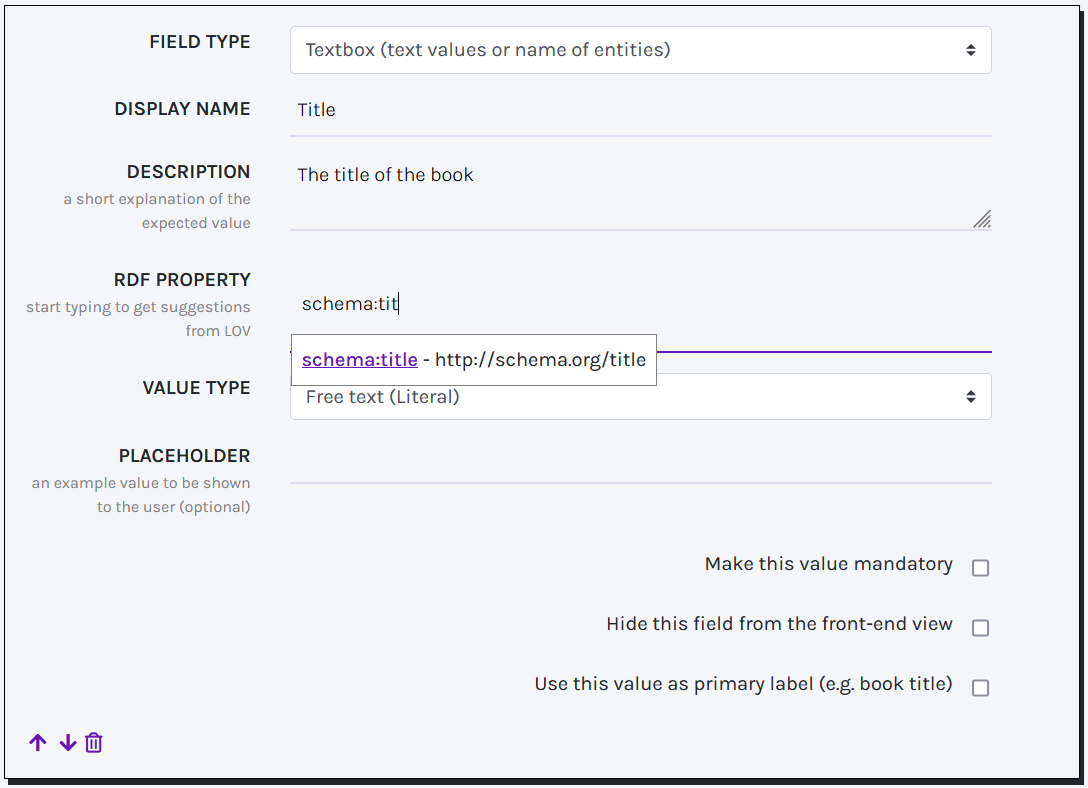 FIELD TYPE
Textbox (text values or name of entities)
DISPLAY NAME
Title
DESCRIPTION
a short explanation of the
expected value
The title of the book
RDF PROPERTY
start typing to get suggestions
from LOV
schema:tit
schema:title - http://schema.org/title
VALUE TYPE
Free text (Literal)
PLACEHOLDER
an example value to be shown
to the user (optional)
Make this value mandatory
Hide this field from the front-end view
Use this value as primary label (e.g. book title)